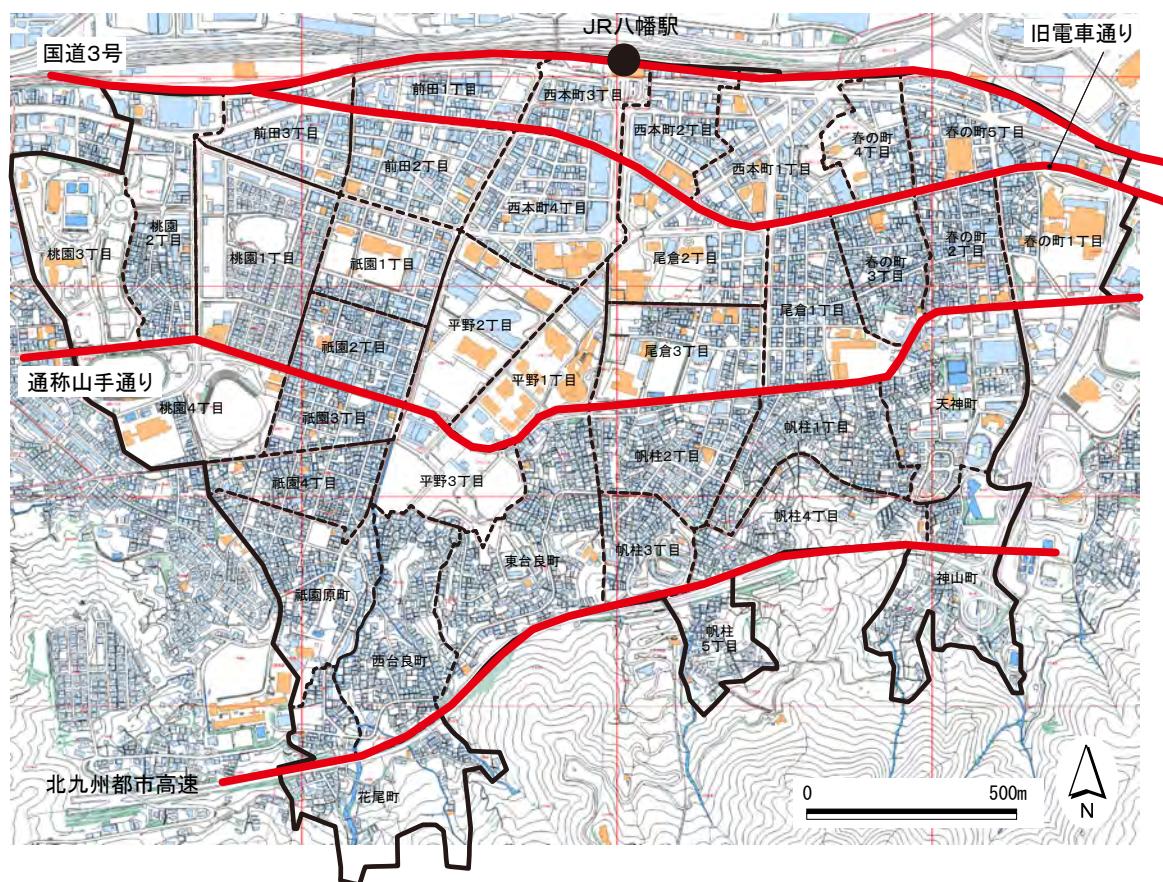 JR八幡駅
国道3号
旧電車通り
前田1丁目
西本町3丁目
前田3丁目
西本町2丁目
春の町
4丁目
春の町5丁目
前田2丁目
西本町1丁目
西本町4丁目
桃園
2丁目
桃園3丁目
桃園1丁目
祇園1丁目
尾倉2丁目
春の町
3丁目
春の町
2丁目
春の町1丁目
平野2丁目
尾倉1丁目
祇園2丁目
尾倉3丁目
平野1丁目
通称山手通り
桃園4丁目
祇園3丁目
天神町
帆柱1丁目
帆柱2丁目
祇園4丁目
平野3丁目
帆柱4丁目
帆柱3丁目
東台良町
神山町
祇園原町
帆柱
5丁目
西台良町
北九州都市高速
花尾町
0
500m
N